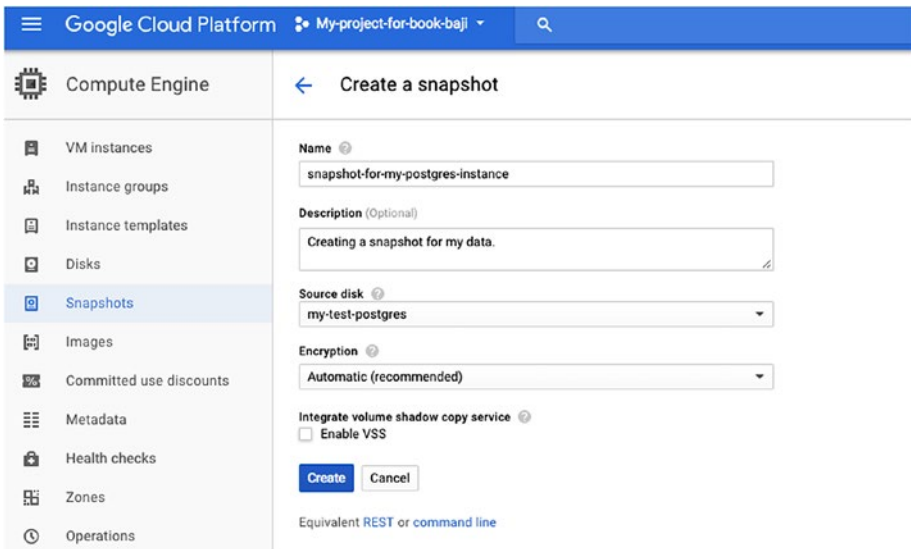 Google Cloud Platform My-project-for-book-baji
Compute Engine
VM instances
Instance groups
Instance templates
Disks
Snapshots
Images
Committed use discounts
Metadata
Health checks
Zones
Operations
Create a snapshot
Name
snapshot-for-my-postgres-instance
Description (Optional)
Creating a snapshot for my data.
Source disk
my-test-postgres
Encryption
Automatic (recommended)
Integrate volume shadow copy service
Enable VSS
Create Cancel
Equivalent REST or command line